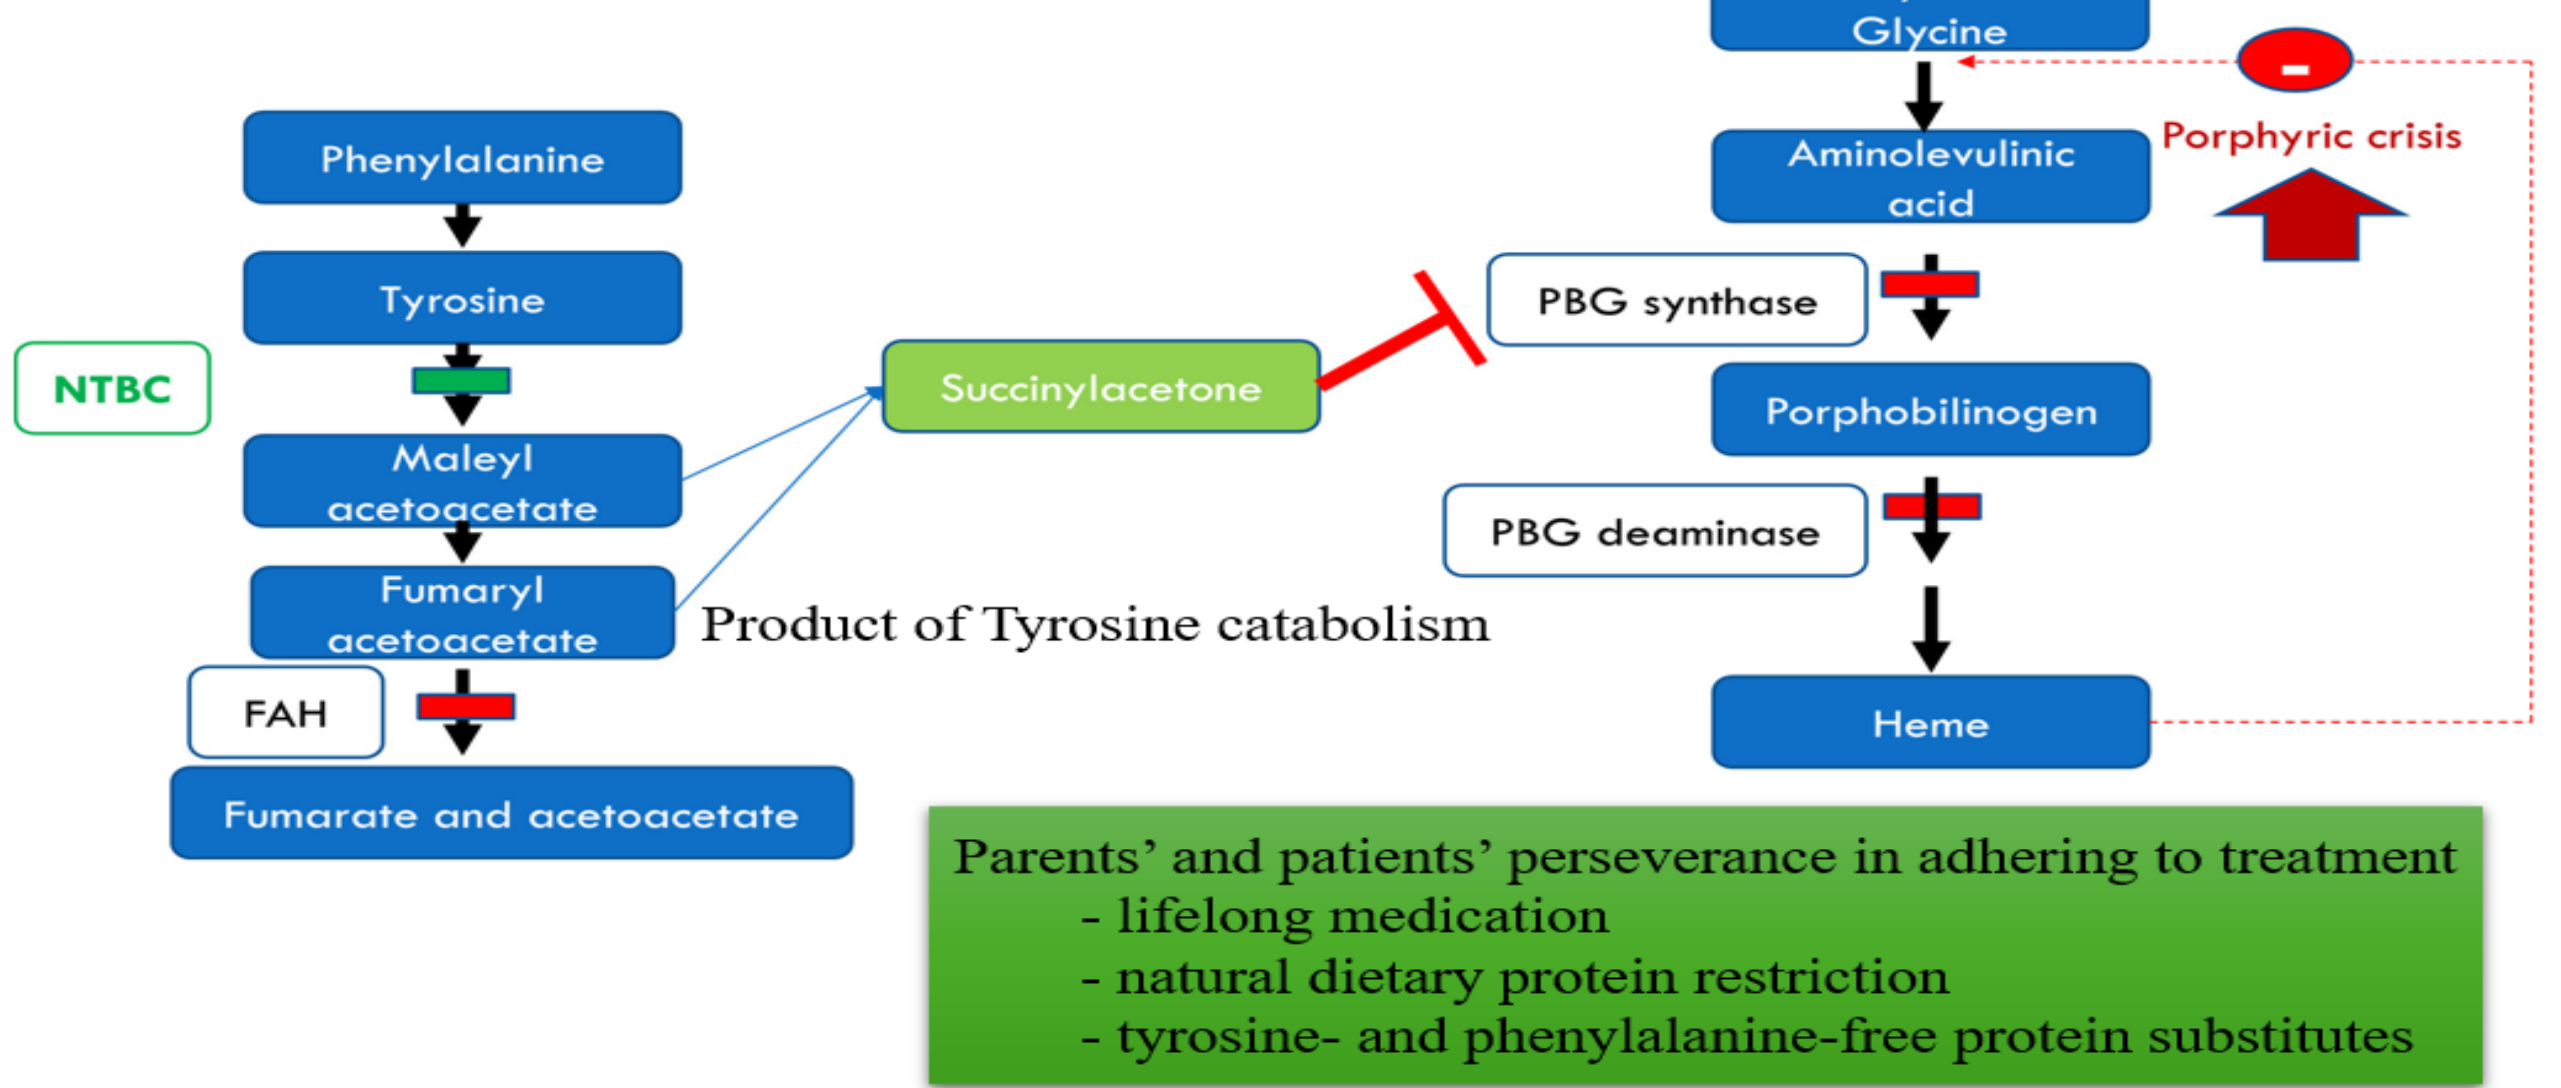 Glycine
Porphyric crisis
Aminolevulinic
acid
Phenylalanine
Tyrosine
NTBC
Maleyl
acetoacetate
Fumaryl
acetoacetate
FAH
Fumarate and acetoacetate
Succinylacetone
Product of Tyrosine catabolism
PBG synthase
Porphobilinogen
PBG deaminase
Heme
-
Parents’ and patients’ perseverance in adhering to treatment
- lifelong medication
- natural dietary protein restriction
- tyrosine- and phenylalanine-free protein substitutes